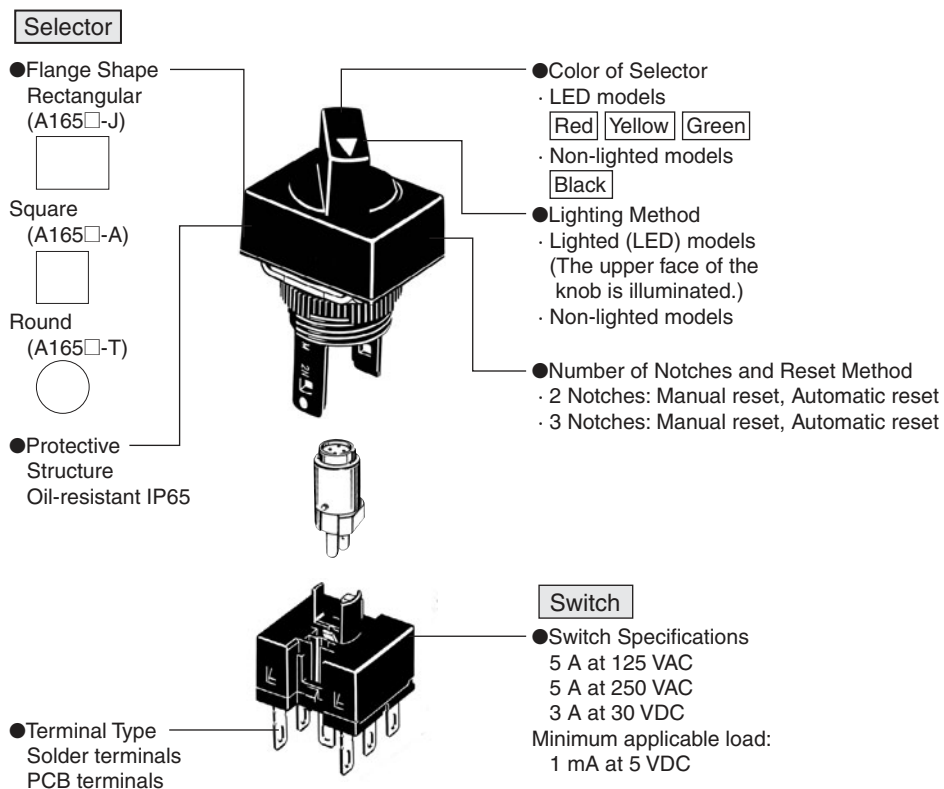 Selector
●Flange Shape
Rectangular
(A165□-J)
Square
(A165□-A)
Round
(A165□-T)
●Protective
Structure
Oil-resistant IP65
●Color of Selector
· LED models
Red Yellow Green
· Non-lighted models
Black
●Lighting Method
· Lighted (LED) models
(The upper face of the
knob is illuminated.)
· Non-lighted models
●Number of Notches and Reset Method
· 2 Notches: Manual reset, Automatic reset
· 3 Notches: Manual reset, Automatic reset
Switch
●Switch Specifications
5 A at 125 VAC
5 A at 250 VAC
3 A at 30 VDC
Minimum applicable load:
1 mA at 5 VDC
●Terminal Type
Solder terminals
PCB terminals